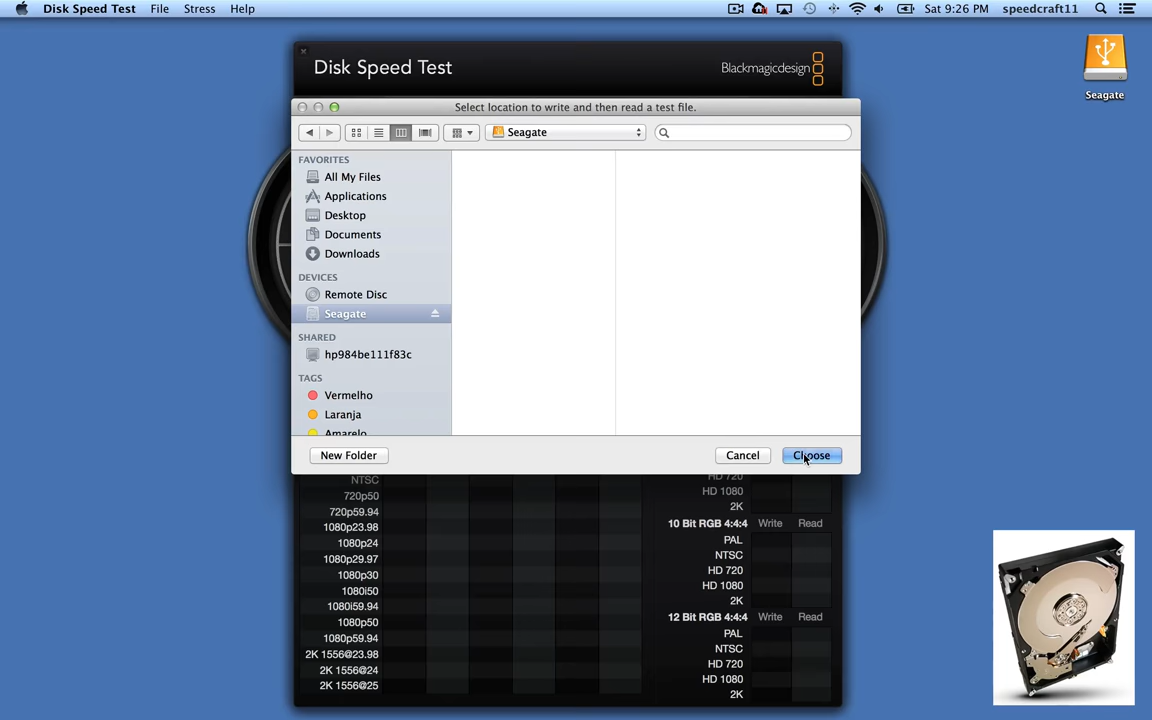 Disk Speed Test File Stress Help Sat 9:26 PM speedcraft11
Disk Speed Test
Blackmagicdesign
Seagate
Select location to write and then read a test file.
Seagate
FAVORITES
All My Files
Applications
Desktop
Documents
Downloads
DEVICES
Remote Disc
Seagate
SHARED
hp984be111f83c
TAGS
Vermelho
Laranja
Amarelo
New Folder
Cancel
Choose
NTSC
720p50
720p59.94
1080p23.98
1080p24
1080p29.97
1080p30
1080i50
1080i59.94
1080p50
1080p59.94
2K 1556@23.98
2K 1556@24
2K 1556@25
HD 720
HD 1080
2K
10 Bit RGB 4:4:4 Write Read
PAL
NTSC
HD 720
HD 1080
2K
12 Bit RGB 4:4:4 Write Read
PAL
NTSC
HD 720
HD 1080
2K